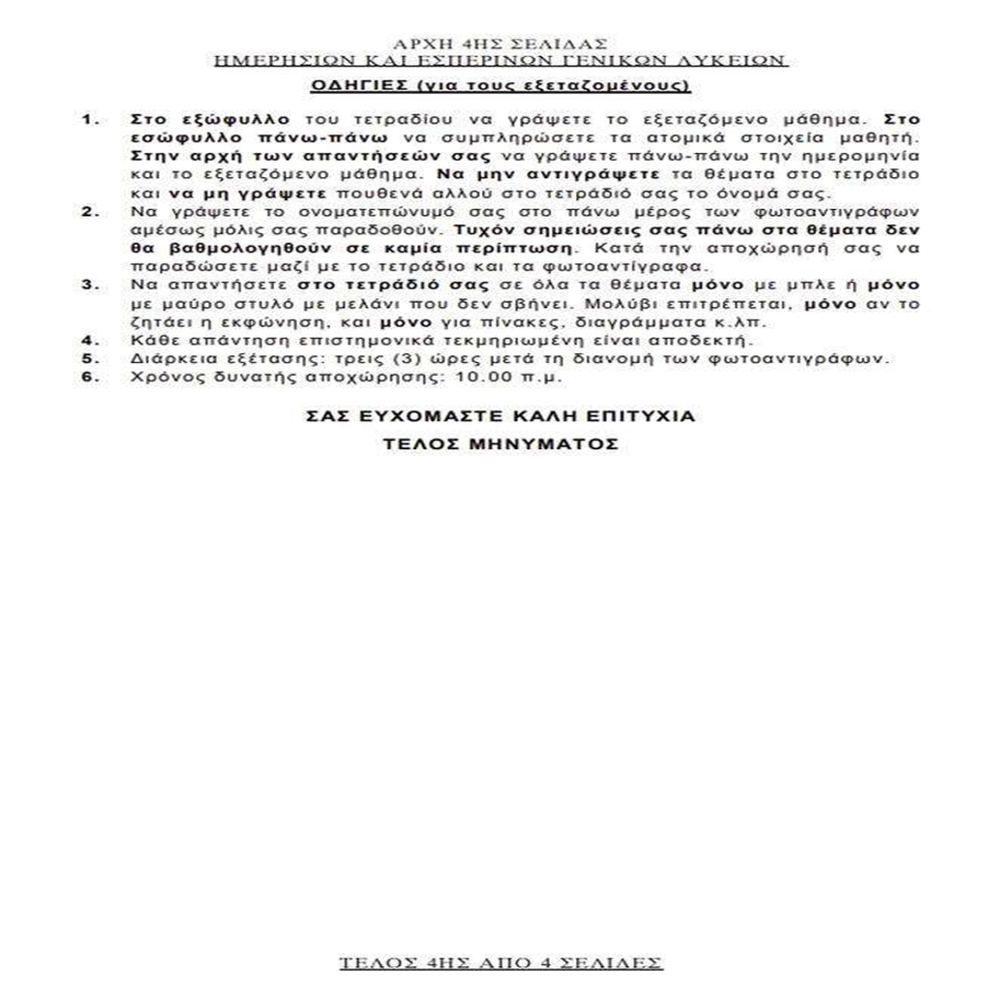 ΑΡΧΗ 4ΗΣ ΣΕΛΙΔΑΣ
ΗΜΕΡΗΣΙΩΝ ΚΑΙ ΕΣΠΕΡΙΝΩΝ ΓΕΝΙΚΩΝ ΛΥΚΕΙΩΝ
ΟΔΗΓΙΕΣ (για τους εξεταζομένους)
1. Στο εξώφυλλο του τετραδίου να γράψετε το εξεταζόμενο μάθημα. Στο
εσώφυλλο πάνω-πάνω να συμπληρώσετε τα ατομικά στοιχεία μαθητή.
Στην αρχή των απαντήσεών σας να γράψετε πάνω-πάνω την ημερομηνία
και το εξεταζόμενο μάθημα. Να μην αντιγράψετε τα θέματα στο τετράδιο
και να μη γράψετε πουθενά αλλού στο τετράδιό σας το όνομά σας.
2. Να γράψετε το ονοματεπώνυμό σας στο πάνω μέρος των φωτοαντιγράφων
αμέσως μόλις σας παραδοθούν. Τυχόν σημειώσεις σας πάνω στα θέματα δεν
θα βαθμολογηθούν σε καμία περίπτωση. Κατά την αποχώρησή σας να
παραδώσετε μαζί με το τετράδιο και τα φωτοαντίγραφα.
3. Να απαντήσετε στο τετράδιό σας σε όλα τα θέματα μόνο με μπλε ή μόνο
με μαύρο στυλό με μελάνι που δεν σβήνει. Μολύβι επιτρέπεται, μόνο αν το
ζητάει η εκφώνηση, και μόνο για πίνακες, διαγράμματα κ.λπ.
4. Κάθε απάντηση επιστημονικά τεκμηριωμένη είναι αποδεκτή.
5. Διάρκεια εξέτασης: τρεις (3) ώρες μετά τη διανομή των φωτοαντιγράφων.
6. Χρόνος δυνατής αποχώρησης: 10.00 π.μ.
ΣΑΣ ΕΥΧΟΜΑΣΤΕ ΚΑΛΗ ΕΠΙΤΥΧΙΑ
ΤΕΛΟΣ ΜΗΝΥΜΑΤΟΣ
ΤΕΛΟΣ 4ΗΣ ΑΠΟ 4 ΣΕΛΙΔΕΣ